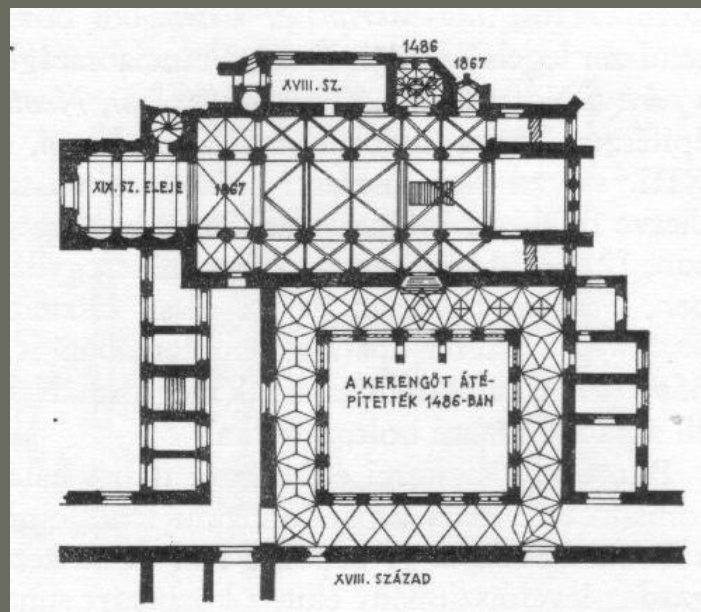 1486
1867
XVIII. SZ.
XIX. SZ. ELEJE
1867
A KERENGŐT ÁTÉ-
PÍTETTÉK 1486-BAN
XVIII. SZÁZAD